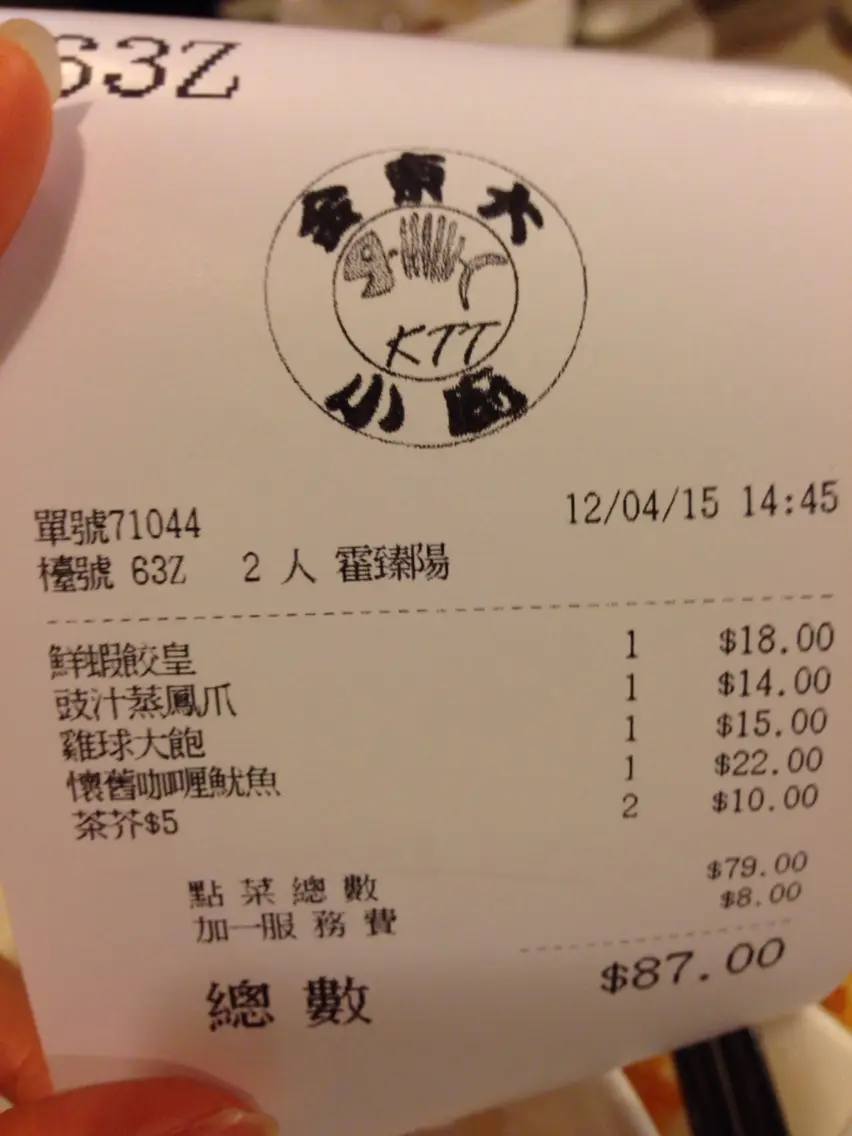 63Z
金東水
KTT
小
單號71044
12/04/15 14:45
檯號 63Z 2 人 霍臻陽
鮮蝦餃皇 1 $18.00
豉汁蒸鳳爪 1 $14.00
雞球大飽 1 $15.00
懷舊咖喱魷魚 1 $22.00
茶芥$5 2 $10.00
點菜總數 $79.00
加一服務費 $8.00
總數 $87.00